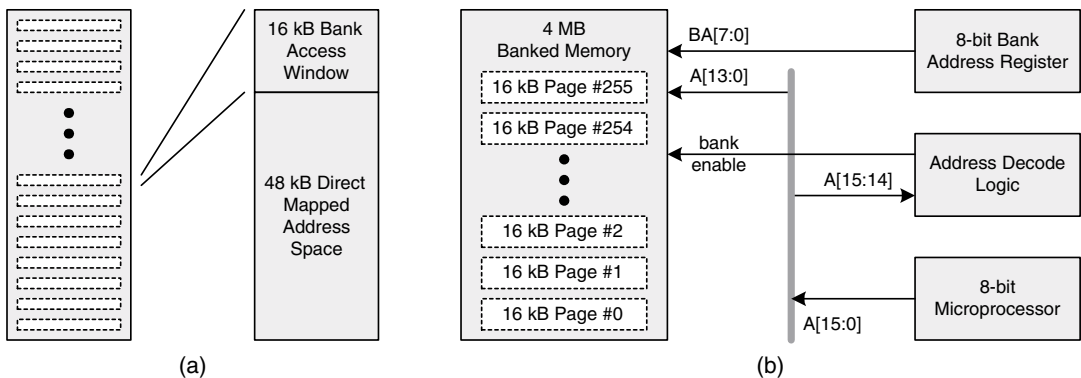 16 kB Bank
Access
Window
48 kB Direct
Mapped
Address
Space
(a)
4 MB
Banked Memory
16 kB Page #255
16 kB Page #254
16 kB Page #2
16 kB Page #1
16 kB Page #0
BA[7:0]
A[13:0]
bank
enable
A[15:14]
A[15:0]
8-bit Bank
Address Register
Address Decode
Logic
8-bit
Microprocessor
(b)